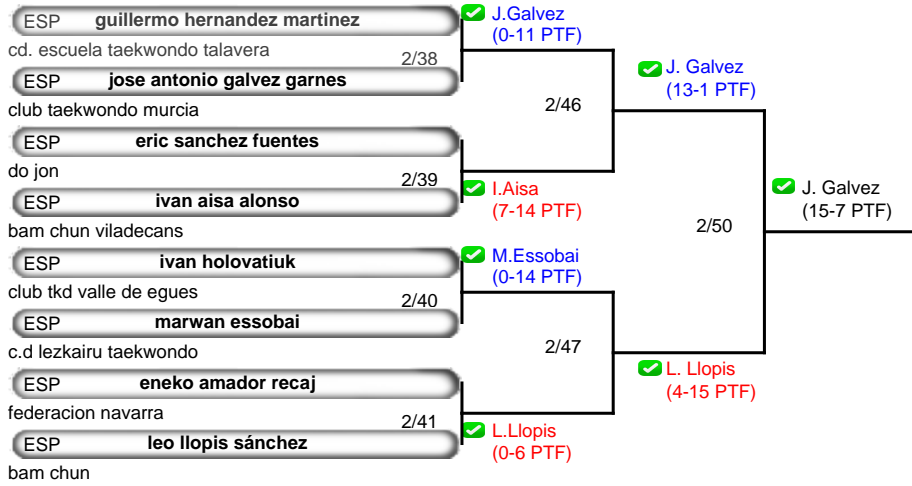 ESP guillermo hernandez martinez
cd. escuela taekwondo talavera
2/38
ESP jose antonio galvez garnes
club taekwondo murcia
ESP eric sanchez fuentes
do jon
2/39
ESP ivan aisa alonso
bam chun viladecans
ESP ivan holovatiuk
club tkd valle de egues
2/40
ESP marwan essobai
c.d lezkairu taekwondo
ESP eneko amador recaj
federacion navarra
2/41
ESP leo llopis sánchez
bam chun
J.Galvez
(0-11 PTF)
2/46
I.Aisa
(7-14 PTF)
M.Essobai
(0-14 PTF)
2/47
L.Llopis
(0-6 PTF)
J. Galvez
(13-1 PTF)
2/50
L. Llopis
(4-15 PTF)
J. Galvez
(15-7 PTF)